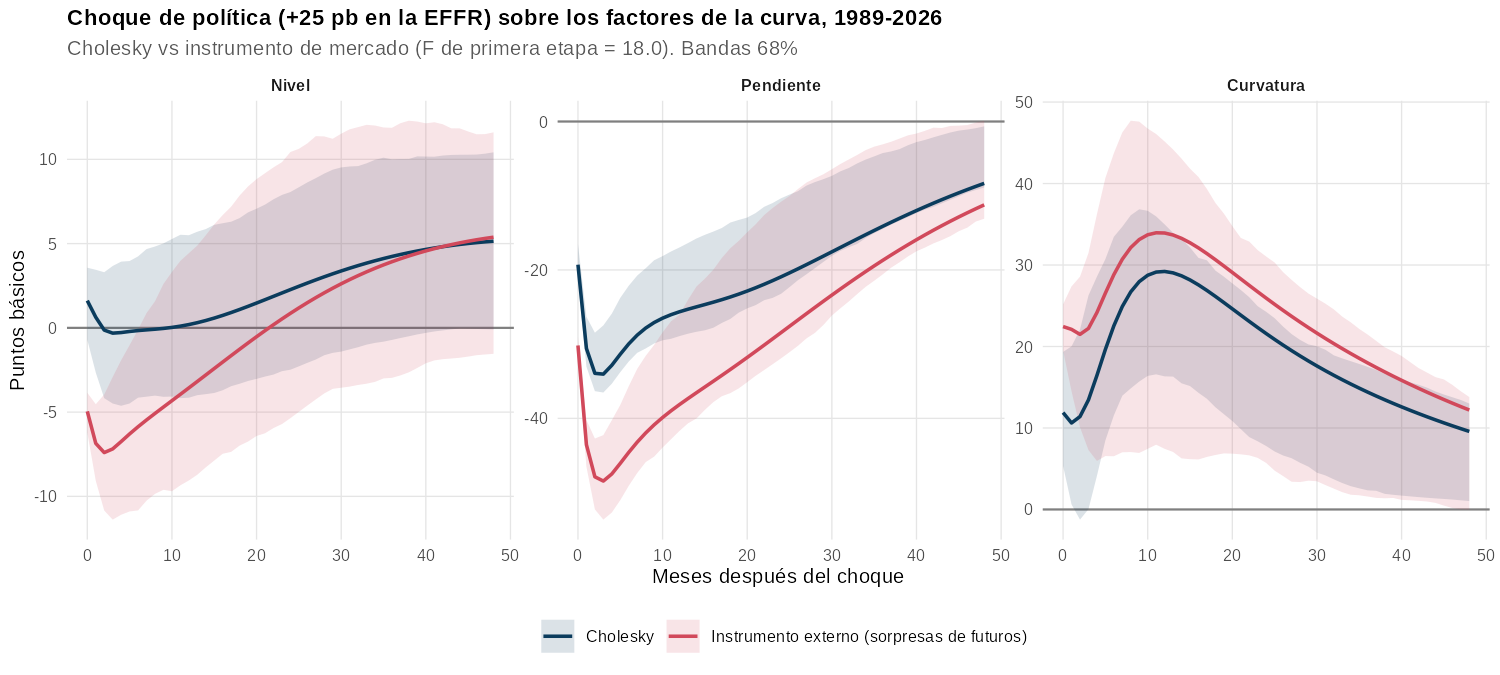 Choque de política (+25 pb en la EFFR) sobre los factores de la curva, 1989-2026
Cholesky vs instrumento de mercado (F de primera etapa = 18.0). Bandas 68%
Nivel
Pendiente
Curvatura
Puntos básicos
10
5
0
-5
-10
0 10 20 30 40 50
0
-20
-40
0 10 20 30 40 50
50
40
30
20
10
0
0 10 20 30 40 50
Meses después del choque
Cholesky
Instrumento externo (sorpresas de futuros)